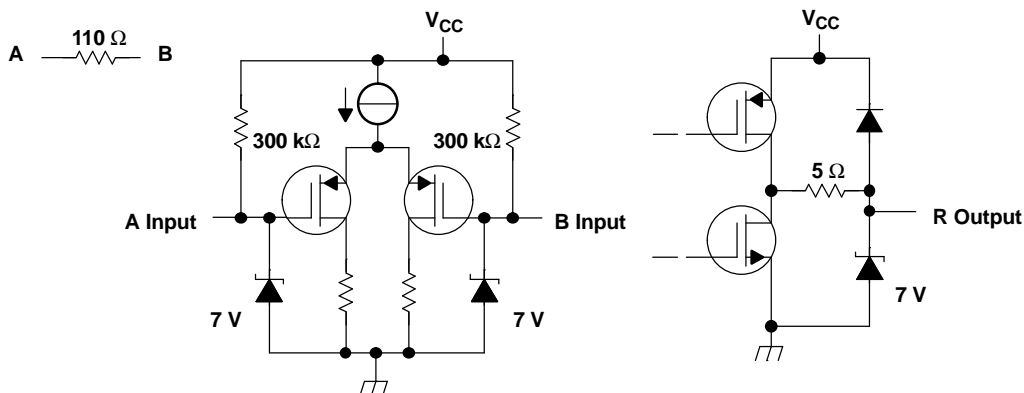 A 110 Ω B
VCC
300 kΩ 300 kΩ
A Input B Input
7 V 7 V
VCC
5 Ω
R Output
7 V